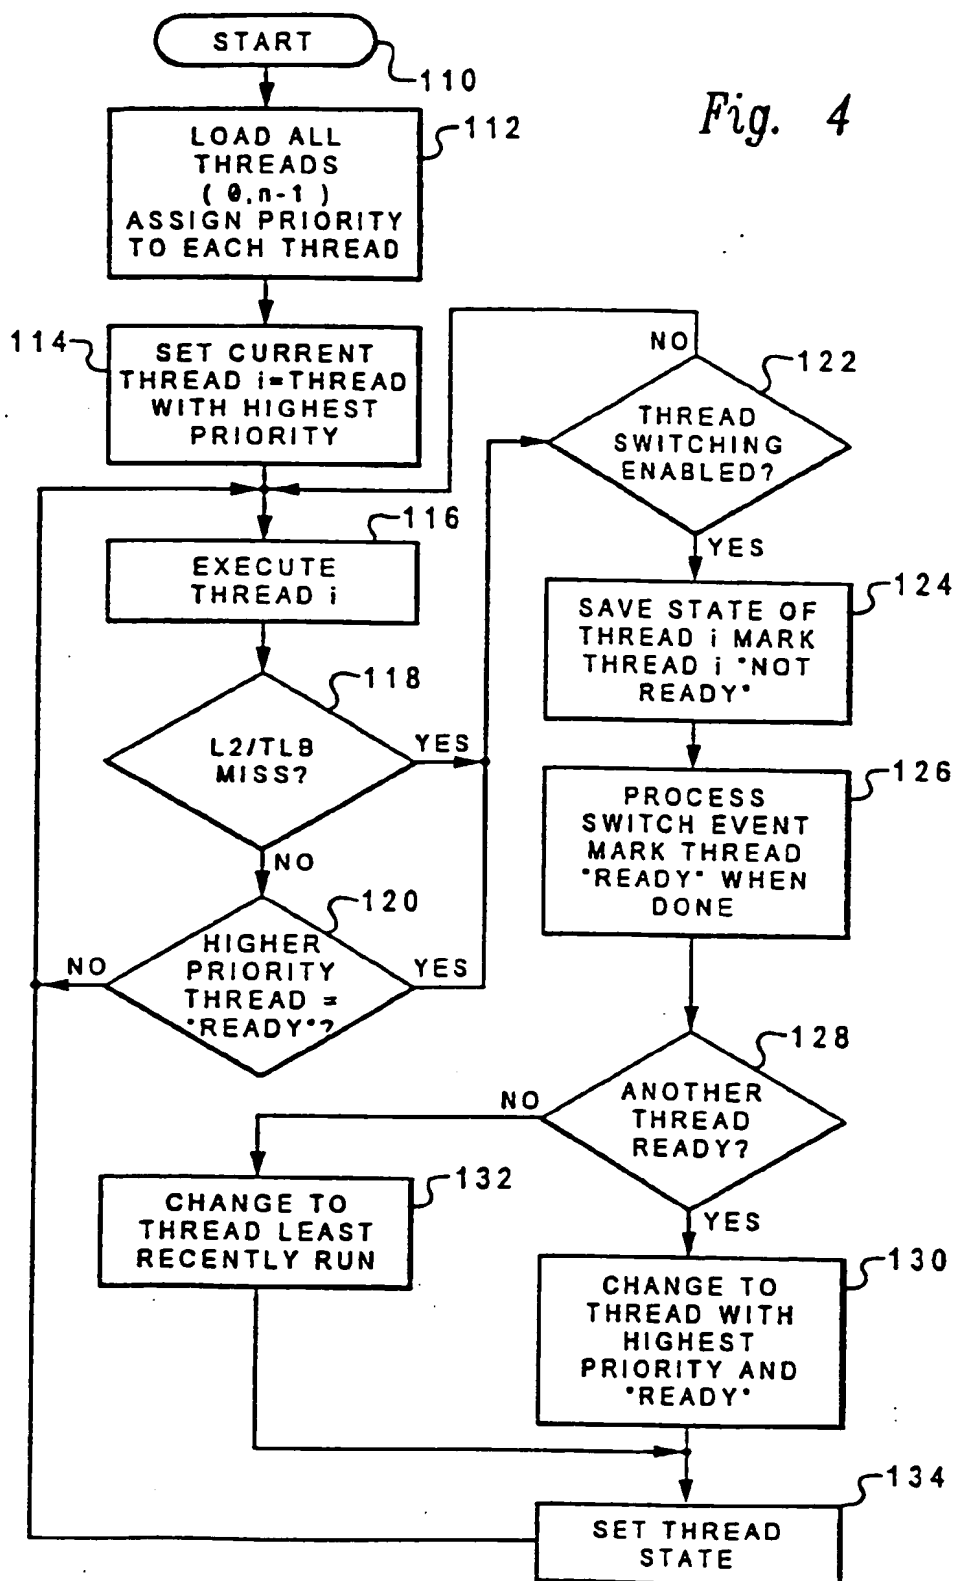 START
110
Fig. 4
LOAD ALL
THREADS
(0,n-1)
ASSIGN PRIORITY
TO EACH THREAD
112
114
SET CURRENT
THREAD i=THREAD
WITH HIGHEST
PRIORITY
NO
122
THREAD
SWITCHING
ENABLED?
YES
116
EXECUTE
THREAD i
124
SAVE STATE OF
THREAD i MARK
THREAD i "NOT
READY"
118
L2/TLB
MISS?
YES
NO
126
PROCESS
SWITCH EVENT
MARK THREAD
"READY" WHEN
DONE
120
HIGHER
PRIORITY
THREAD =
"READY"?
NO
YES
128
ANOTHER
THREAD
READY?
NO
YES
132
CHANGE TO
THREAD LEAST
RECENTLY RUN
130
CHANGE TO
THREAD WITH
HIGHEST
PRIORITY AND
"READY"
134
SET THREAD
STATE